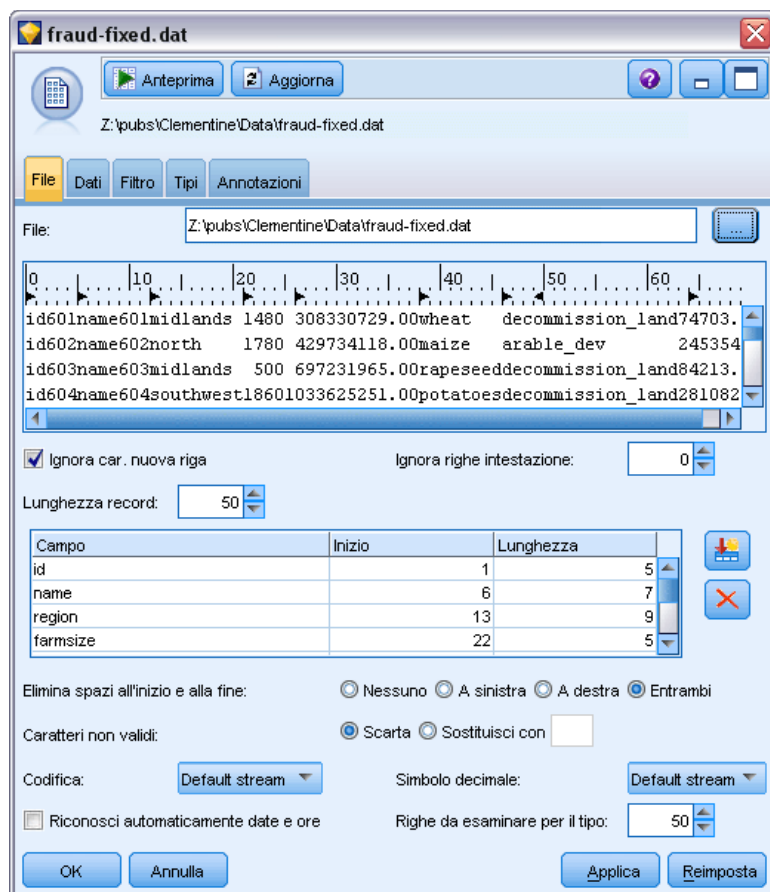 fraud-fixed.dat
Anteprima Aggiorna
Z:\pubs\Clementine\Data\fraud-fixed.dat
File Dati Filtro Tipi Annotazioni
File: Z:\pubs\Clementine\Data\fraud-fixed.dat ...
0 10 20 30 40 50 60
id601name601midlands 1480 308330729.00wheat decommission_land74703.
id602name602north 1780 429734118.00maize arable_dev 245354
id603name603midlands 500 697231965.00rapeseeddecommission_land84213.
id604name604southwest18601033625251.00potatoesdecommission_land281082
Ignora car. nuova riga Ignora righe intestazione: 0
Lunghezza record: 50
Campo Inizio Lunghezza
id 1 5
name 6 7
region 13 9
farmsize 22 5
Elimina spazi all'inizio e alla fine: Nessuno A sinistra A destra Entrambi
Caratteri non validi: Scarta Sostituisci con
Codifica: Default stream Simbolo decimale: Default stream
Riconosci automaticamente date e ore Righe da esaminare per il tipo: 50
OK Annulla Applica Reimposta